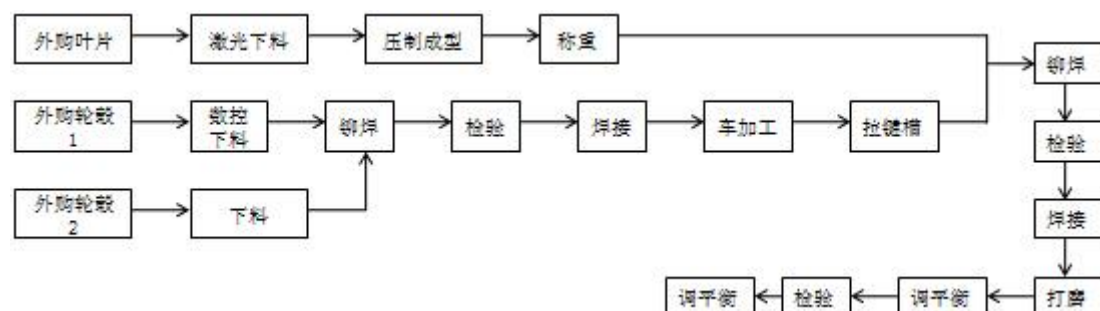 外购叶片
激光下料
压制成型
称重
铆焊
外购轮毂
1
数控
下料
铆焊
检验
焊接
车加工
拉键槽
检验
外购轮毂
2
下料
焊接
调平衡
检验
调平衡
打磨